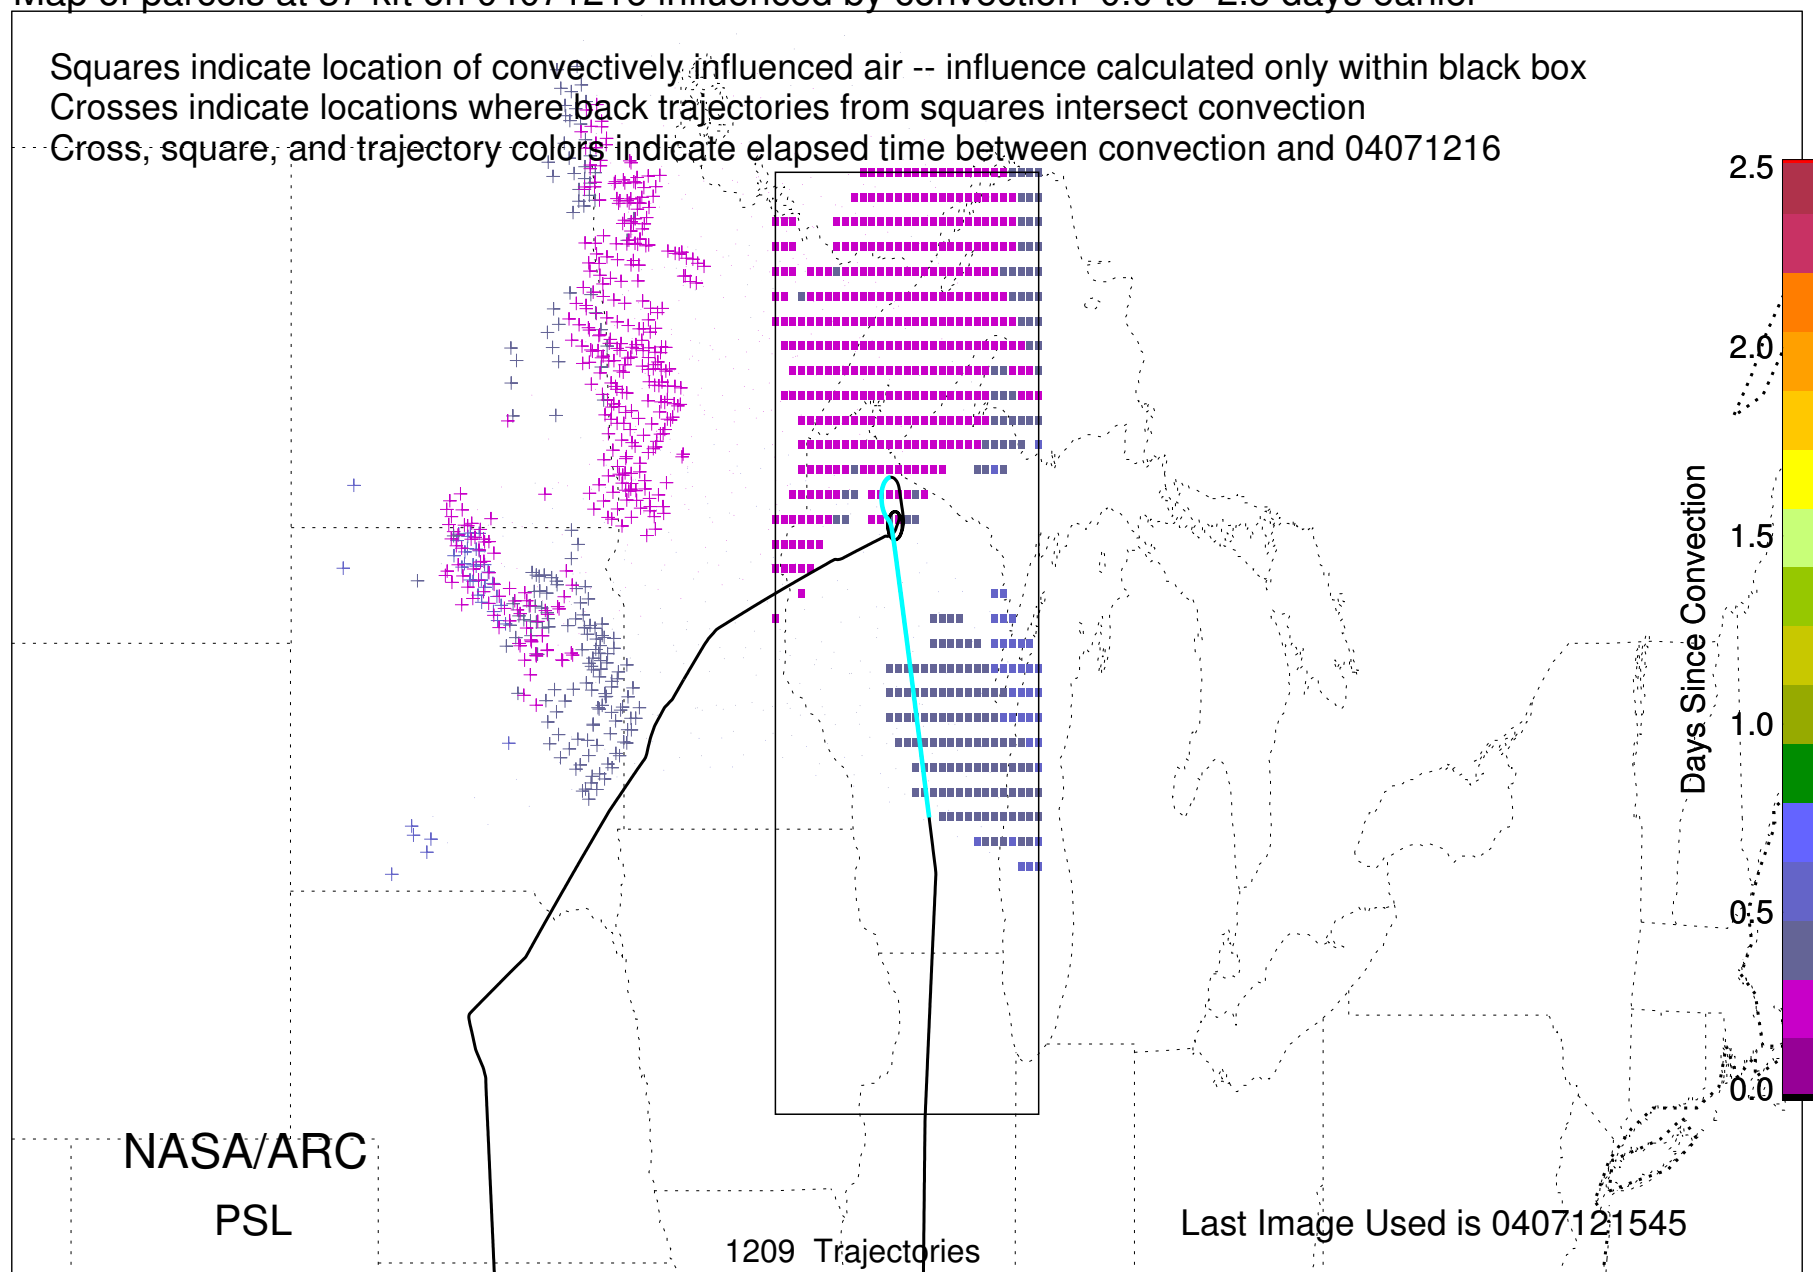 Squares indicate location of convectively influenced air -- influence calculated only within black box
Crosses indicate locations where back trajectories from squares intersect convection
Cross, square, and trajectory colors indicate elapsed time between convection and 04071216
2.5
2.0
1.5
1.0
0.5
0.0
Days Since Convection
NASA/ARC
PSL
Last Image Used is 0407121545
1209 Trajectories